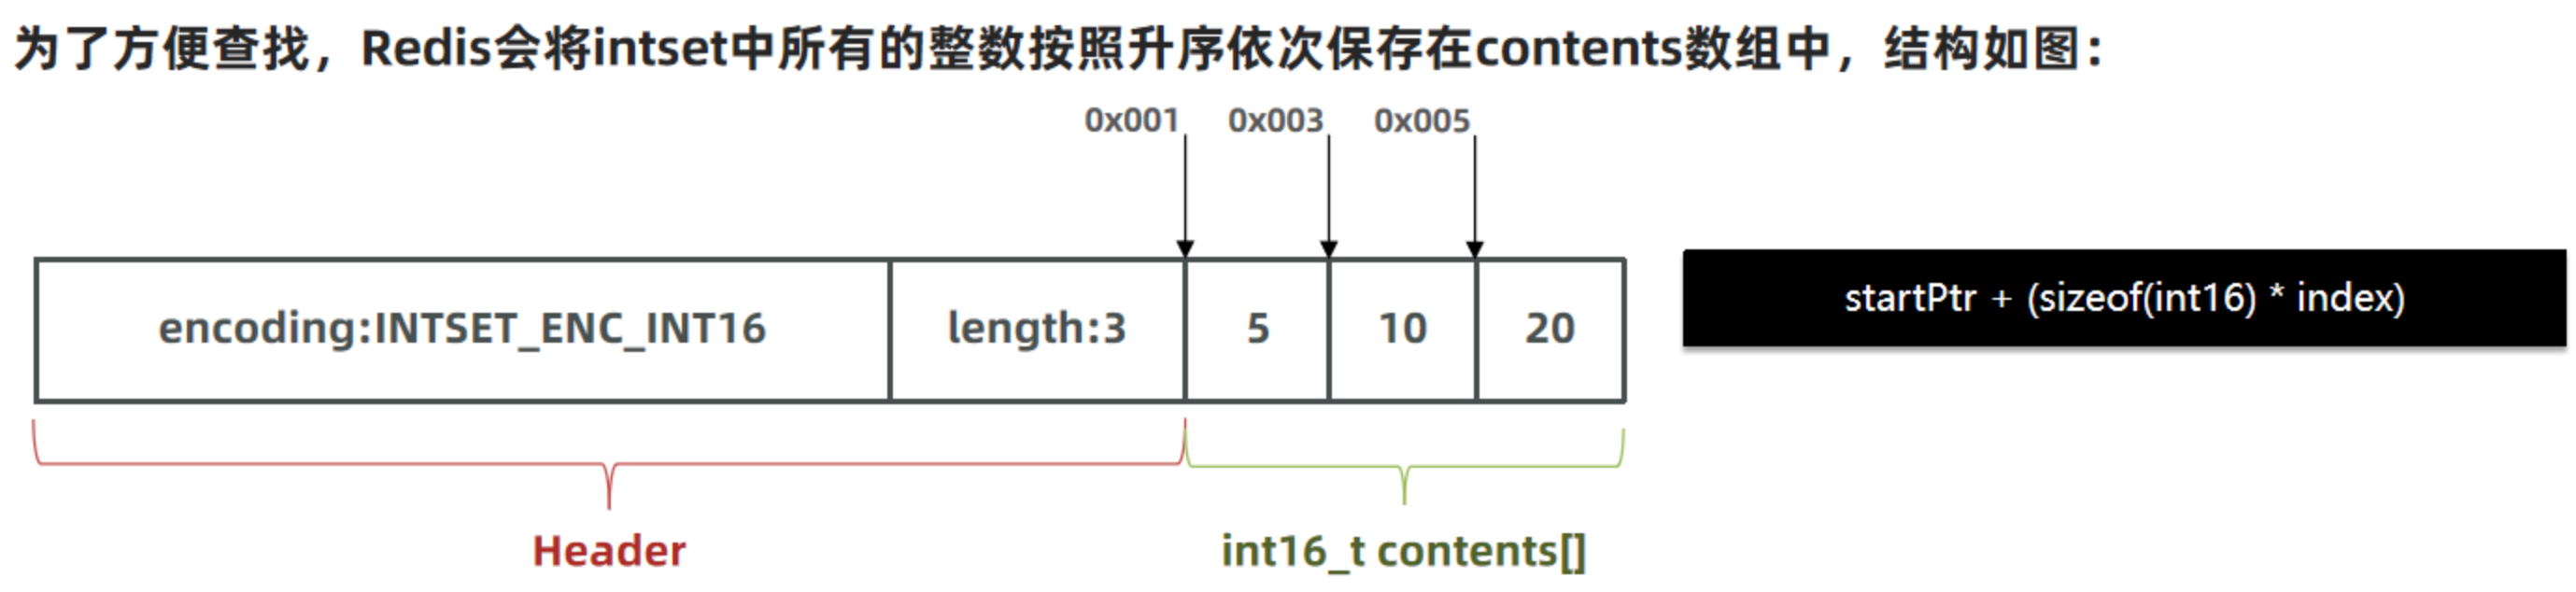 为了方便查找，Redis会将intset中所有的整数按照升序依次保存在contents数组中，结构如图：
0x001 0x003 0x005
encoding:INTSET_ENC_INT16 length:3 5 10 20
startPtr + (sizeof(int16) * index)
Header
int16_t contents[]